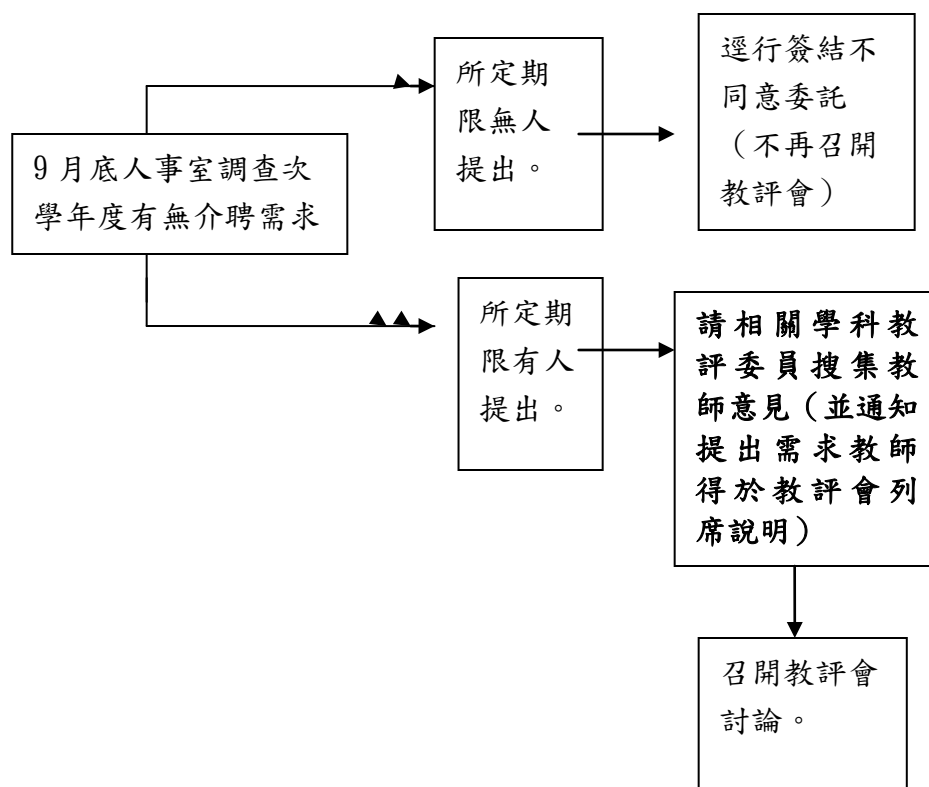 9 月底人事室調查次
學年度有無介聘需求
所定期
限無人
提出。
逕行簽結不
同意委託
（不再召開
教評會）
所定期
限有人
提出。
請相關學科教
評委員搜集教
師意見（並通知
提出需求教師
得於教評會列
席說明）
召開教評會
討論。